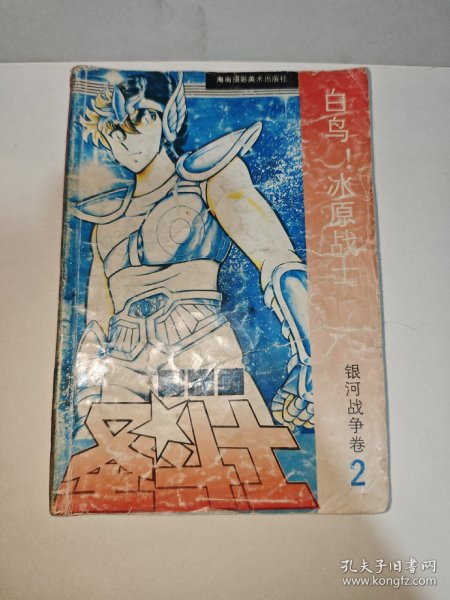 海南摄影美术出版社
白鸟！冰原战士
银河战争卷
2
圣斗士
孔夫子旧书网
www.kongfz.com